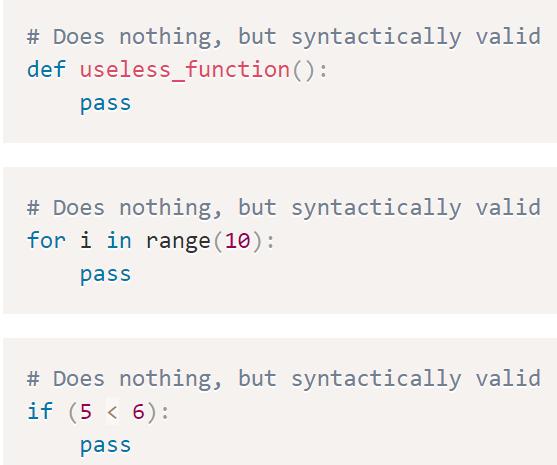 # Does nothing, but syntactically valid
def useless_function():
    pass
# Does nothing, but syntactically valid
for i in range(10):
    pass
# Does nothing, but syntactically valid
if (5 < 6):
    pass